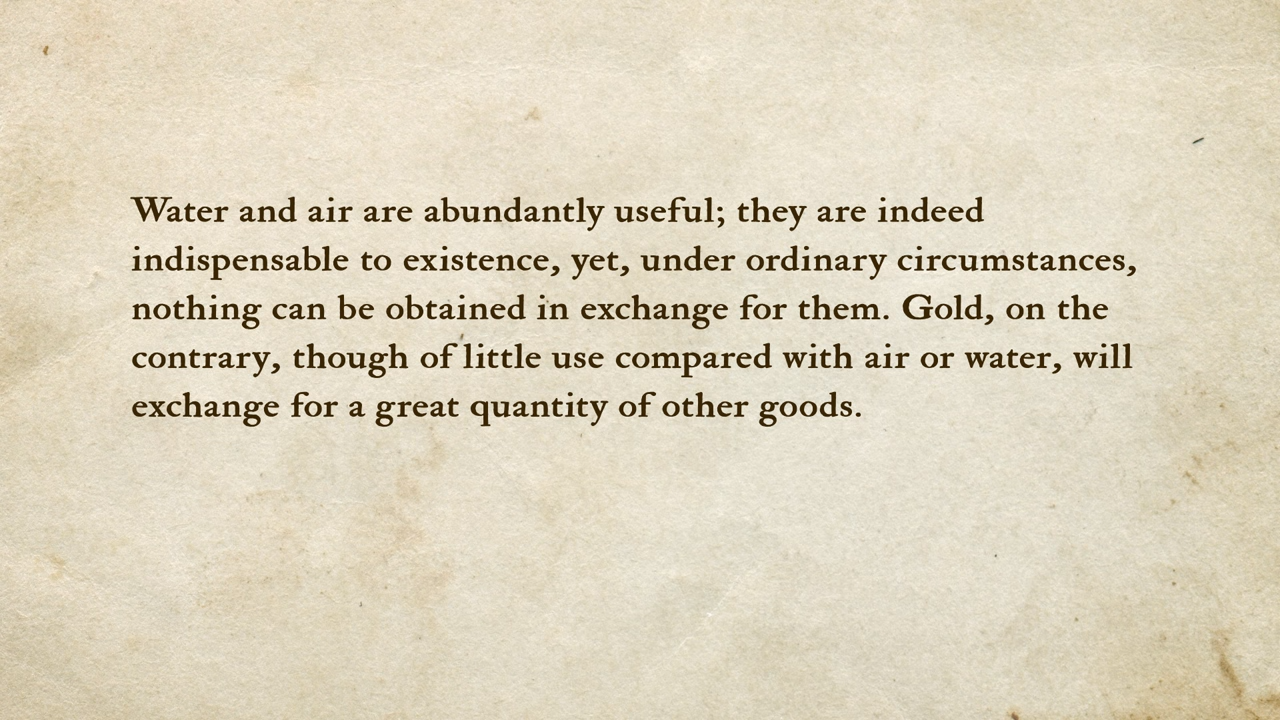 Water and air are abundantly useful; they are indeed
indispensable to existence, yet, under ordinary circumstances,
nothing can be obtained in exchange for them. Gold, on the
contrary, though of little use compared with air or water, will
exchange for a great quantity of other goods.